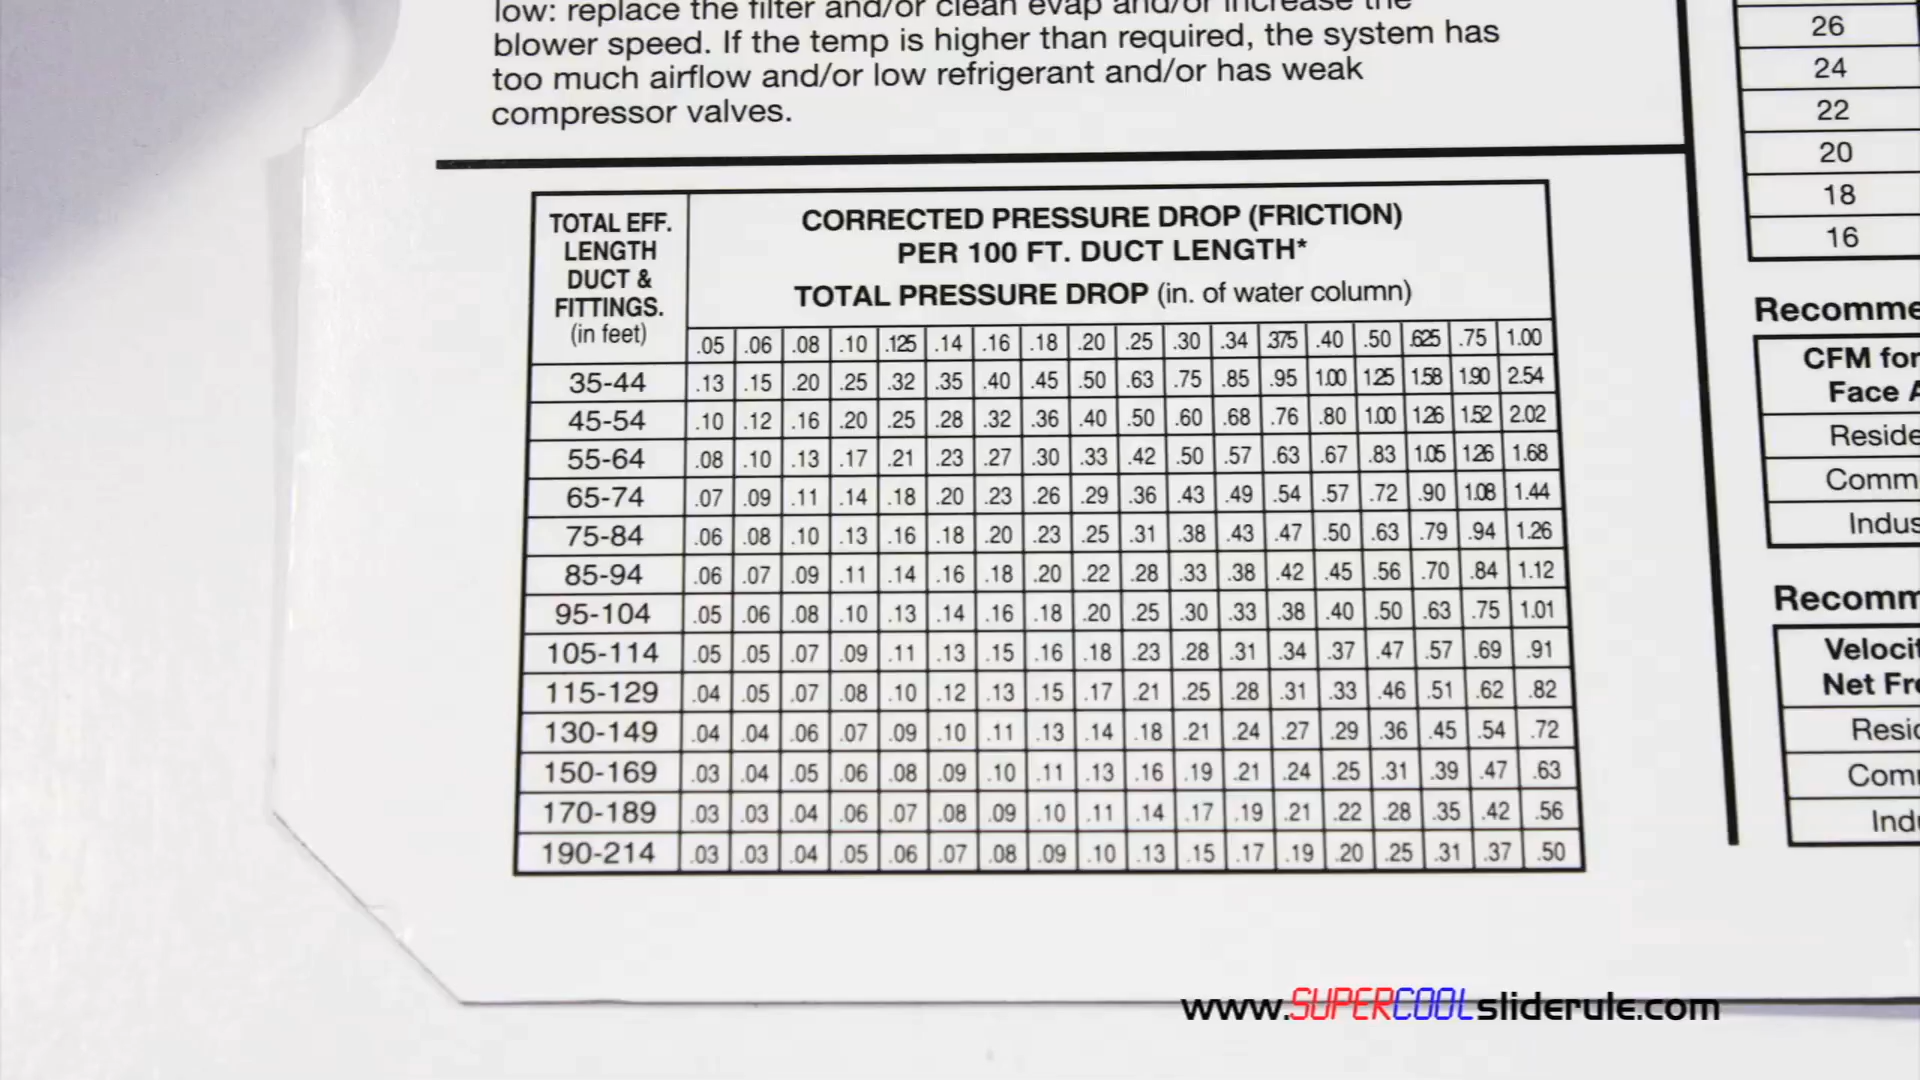 low: replace the filter and/or clean evap and/or increase the
blower speed. If the temp is higher than required, the system has
too much airflow and/or low refrigerant and/or has weak
compressor valves.
TOTAL EFF.
LENGTH
DUCT &
FITTINGS.
(in feet)
CORRECTED PRESSURE DROP (FRICTION)
PER 100 FT. DUCT LENGTH*
TOTAL PRESSURE DROP (in. of water column)
.05 .06 .08 .10 .125 .14 .16 .18 .20 .25 .30 .34 .375 .40 .50 .625 .75 1.00
35-44 .13 .15 .20 .25 .32 .35 .40 .45 .50 .63 .75 .85 .95 1.00 1.25 1.58 1.90 2.54
45-54 .10 .12 .16 .20 .25 .28 .32 .36 .40 .50 .60 .68 .76 .80 1.00 1.26 1.52 2.02
55-64 .08 .10 .13 .17 .21 .23 .27 .30 .33 .42 .50 .57 .63 .67 .83 1.05 1.26 1.68
65-74 .07 .09 .11 .14 .18 .20 .23 .26 .29 .36 .43 .49 .54 .57 .72 .90 1.08 1.44
75-84 .06 .08 .10 .13 .16 .18 .20 .23 .25 .31 .38 .43 .47 .50 .63 .79 .94 1.26
85-94 .06 .07 .09 .11 .14 .16 .18 .20 .22 .28 .33 .38 .42 .45 .56 .70 .84 1.12
95-104 .05 .06 .08 .10 .13 .14 .16 .18 .20 .25 .30 .33 .38 .40 .50 .63 .75 1.01
105-114 .05 .05 .07 .09 .11 .13 .15 .16 .18 .23 .28 .31 .34 .37 .47 .57 .69 .91
115-129 .04 .05 .07 .08 .10 .12 .13 .15 .17 .21 .25 .28 .31 .33 .46 .51 .62 .82
130-149 .04 .04 .06 .07 .09 .10 .11 .13 .14 .18 .21 .24 .27 .29 .36 .45 .54 .72
150-169 .03 .04 .05 .06 .08 .09 .10 .11 .13 .16 .19 .21 .24 .25 .31 .39 .47 .63
170-189 .03 .03 .04 .06 .07 .08 .09 .10 .11 .14 .17 .19 .21 .22 .28 .35 .42 .56
190-214 .03 .03 .04 .05 .06 .07 .08 .09 .10 .13 .15 .17 .19 .20 .25 .31 .37 .50
26
24
22
20
18
16
CFM for
Face
Velocit
Net Fre
www.SUPERCOOLsliderule.com